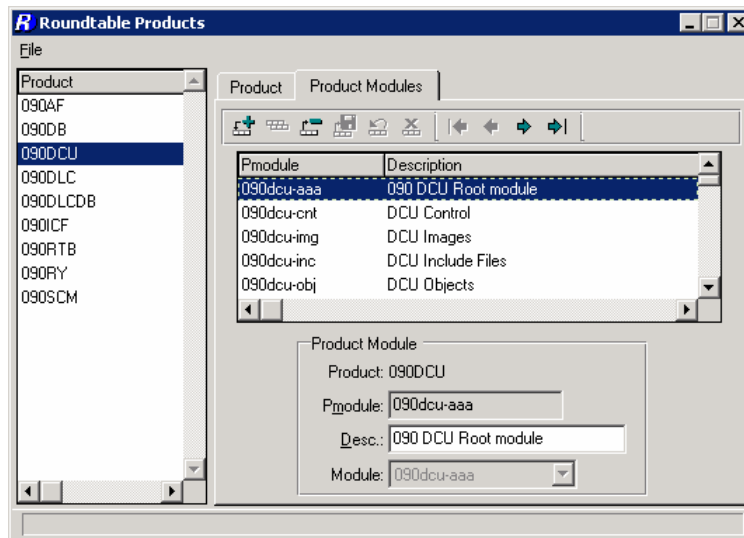 Roundtable Products
File
Product
090AF
090DB
090DCU
090DLC
090DLCDB
090ICF
090RTB
090RY
090SCM
Product Product Modules
Pmodule Description
090dcu-aaa 090 DCU Root module
090dcu-cnt DCU Control
090dcu-img DCU Images
090dcu-inc DCU Include Files
090dcu-obj DCU Objects
Product Module
Product: 090DCU
Pmodule: 090dcu-aaa
Desc.: 090 DCU Root module
Module: 090dcu-aaa